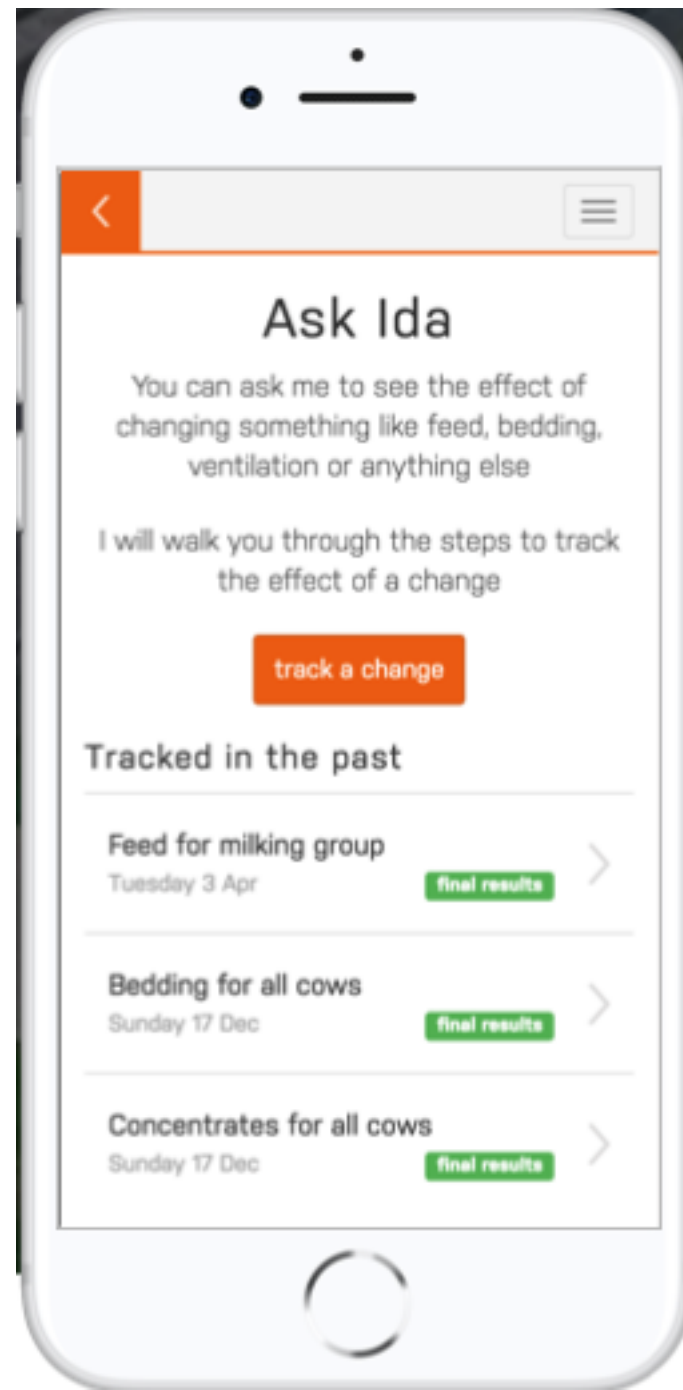 Ask Ida
You can ask me to see the effect of
changing something like feed, bedding,
ventilation or anything else
I will walk you through the steps to track
the effect of a change
track a change
Tracked in the past
Feed for milking group
Tuesday 3 Apr
final results
Bedding for all cows
Sunday 17 Dec
final results
Concentrates for all cows
Sunday 17 Dec
final results